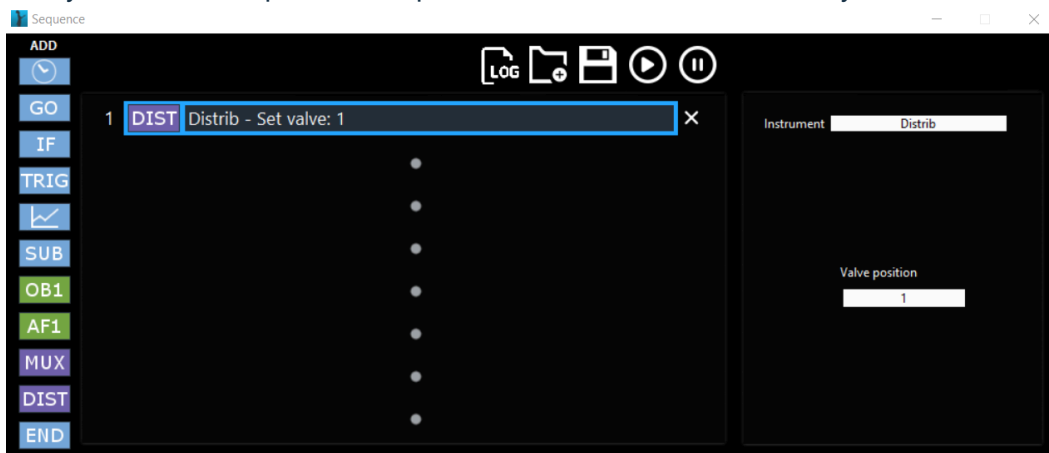 Sequence
ADD
LOG
GO
1 DIST Distrib - Set valve: 1
Instrument Distrib
IF
TRIG
SUB
Valve position
OB1
1
AF1
MUX
DIST
END